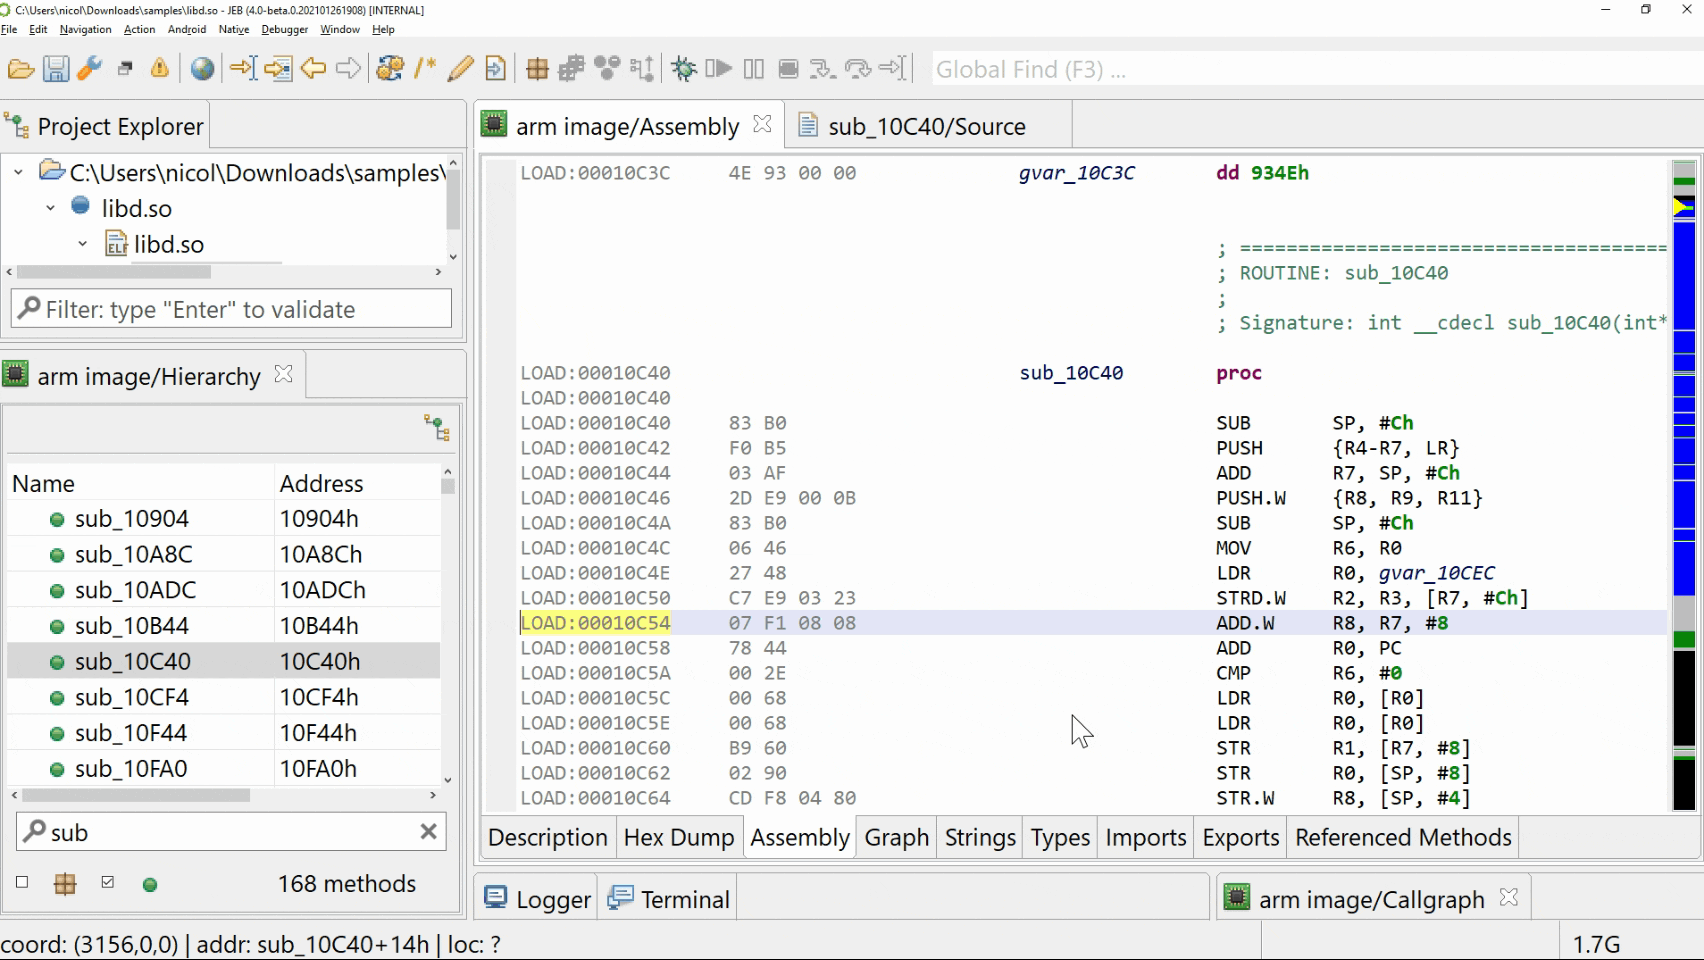 C:\Users\nicol\Downloads\samples\libd.so - JEB (4.0-beta.0.202101261908) [INTERNAL]
File Edit Navigation Action Android Native Debugger Window Help
Global Find (F3) ...
Project Explorer
C:\Users\nicol\Downloads\samples\
libd.so
libd.so
Filter: type "Enter" to validate
arm image/Hierarchy
Name Address
sub_10904 10904h
sub_10A8C 10A8Ch
sub_10ADC 10ADCh
sub_10B44 10B44h
sub_10C40 10C40h
sub_10CF4 10CF4h
sub_10F44 10F44h
sub_10FA0 10FA0h
sub
168 methods
arm image/Assembly sub_10C40/Source
LOAD:00010C3C 4E 93 00 00 gvar_10C3C dd 934Eh
; =====================================
; ROUTINE: sub_10C40
;
; Signature: int __cdecl sub_10C40(int*
LOAD:00010C40 sub_10C40 proc
LOAD:00010C40
LOAD:00010C40 83 B0 SUB SP, #Ch
LOAD:00010C42 F0 B5 PUSH {R4-R7, LR}
LOAD:00010C44 03 AF ADD R7, SP, #Ch
LOAD:00010C46 2D E9 00 0B PUSH.W {R8, R9, R11}
LOAD:00010C4A 83 B0 SUB SP, #Ch
LOAD:00010C4C 06 46 MOV R6, R0
LOAD:00010C4E 27 48 LDR R0, gvar_10CEC
LOAD:00010C50 C7 E9 03 23 STRD.W R2, R3, [R7, #Ch]
LOAD:00010C54 07 F1 08 08 ADD.W R8, R7, #8
LOAD:00010C58 78 44 ADD R0, PC
LOAD:00010C5A 00 2E CMP R6, #0
LOAD:00010C5C 00 68 LDR R0, [R0]
LOAD:00010C5E 00 68 LDR R0, [R0]
LOAD:00010C60 B9 60 STR R1, [R7, #8]
LOAD:00010C62 02 90 STR R0, [SP, #8]
LOAD:00010C64 CD F8 04 80 STR.W R8, [SP, #4]
Description Hex Dump Assembly Graph Strings Types Imports Exports Referenced Methods
Logger Terminal arm image/Callgraph
coord: (3156,0,0) | addr: sub_10C40+14h | loc: ? 1.7G